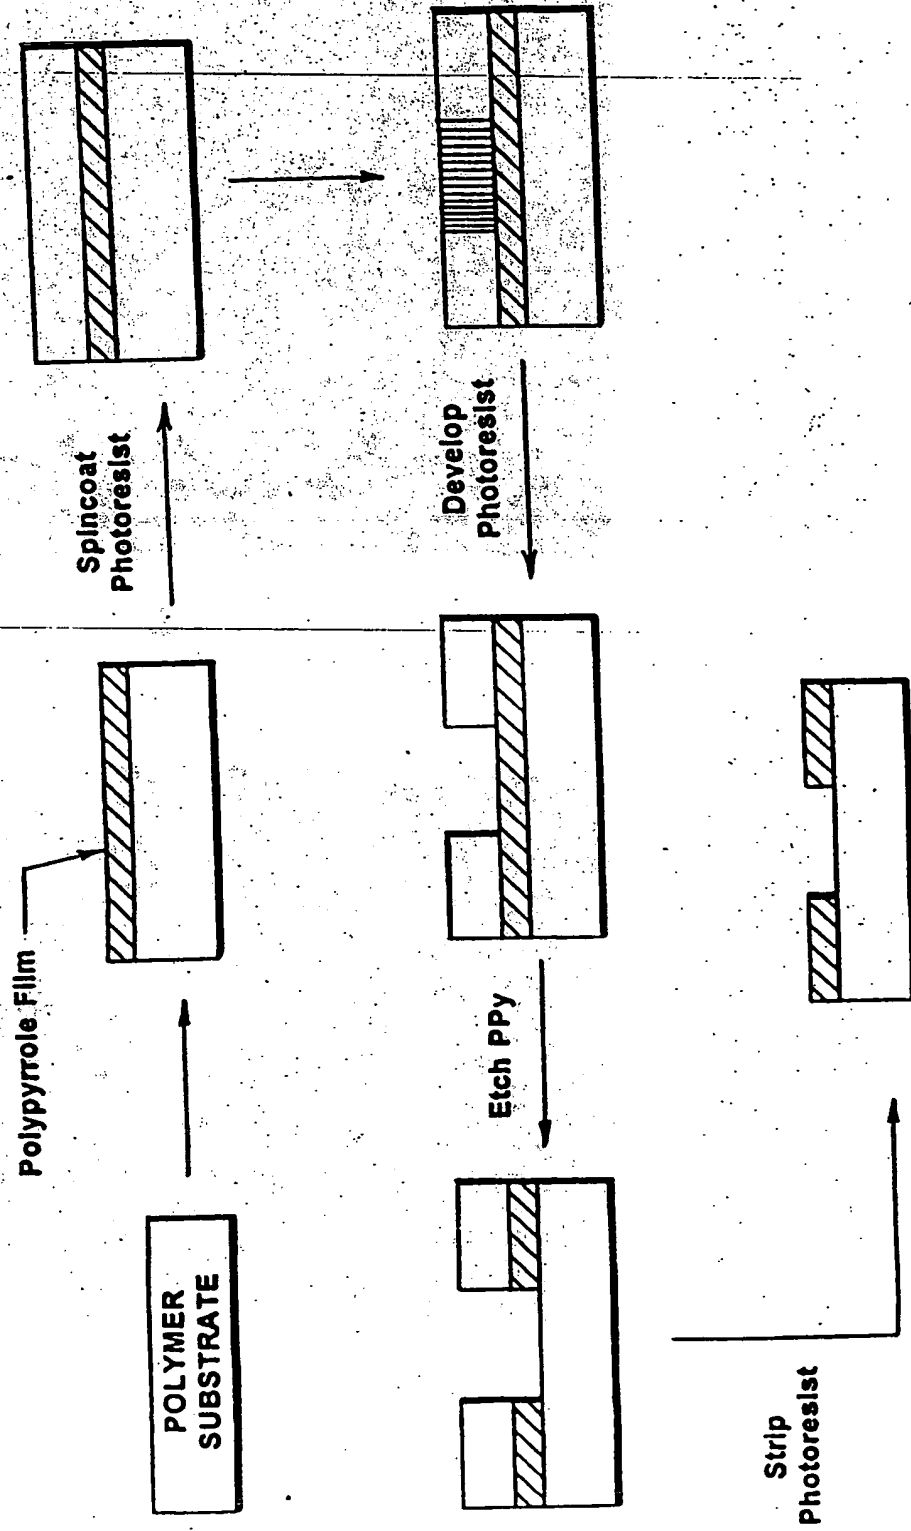 Polypyrrole Film
POLYMER
SUBSTRATE
Spincoat
Photoresist
Develop
Photoresist
Etch PPy
Strip
Photoresist